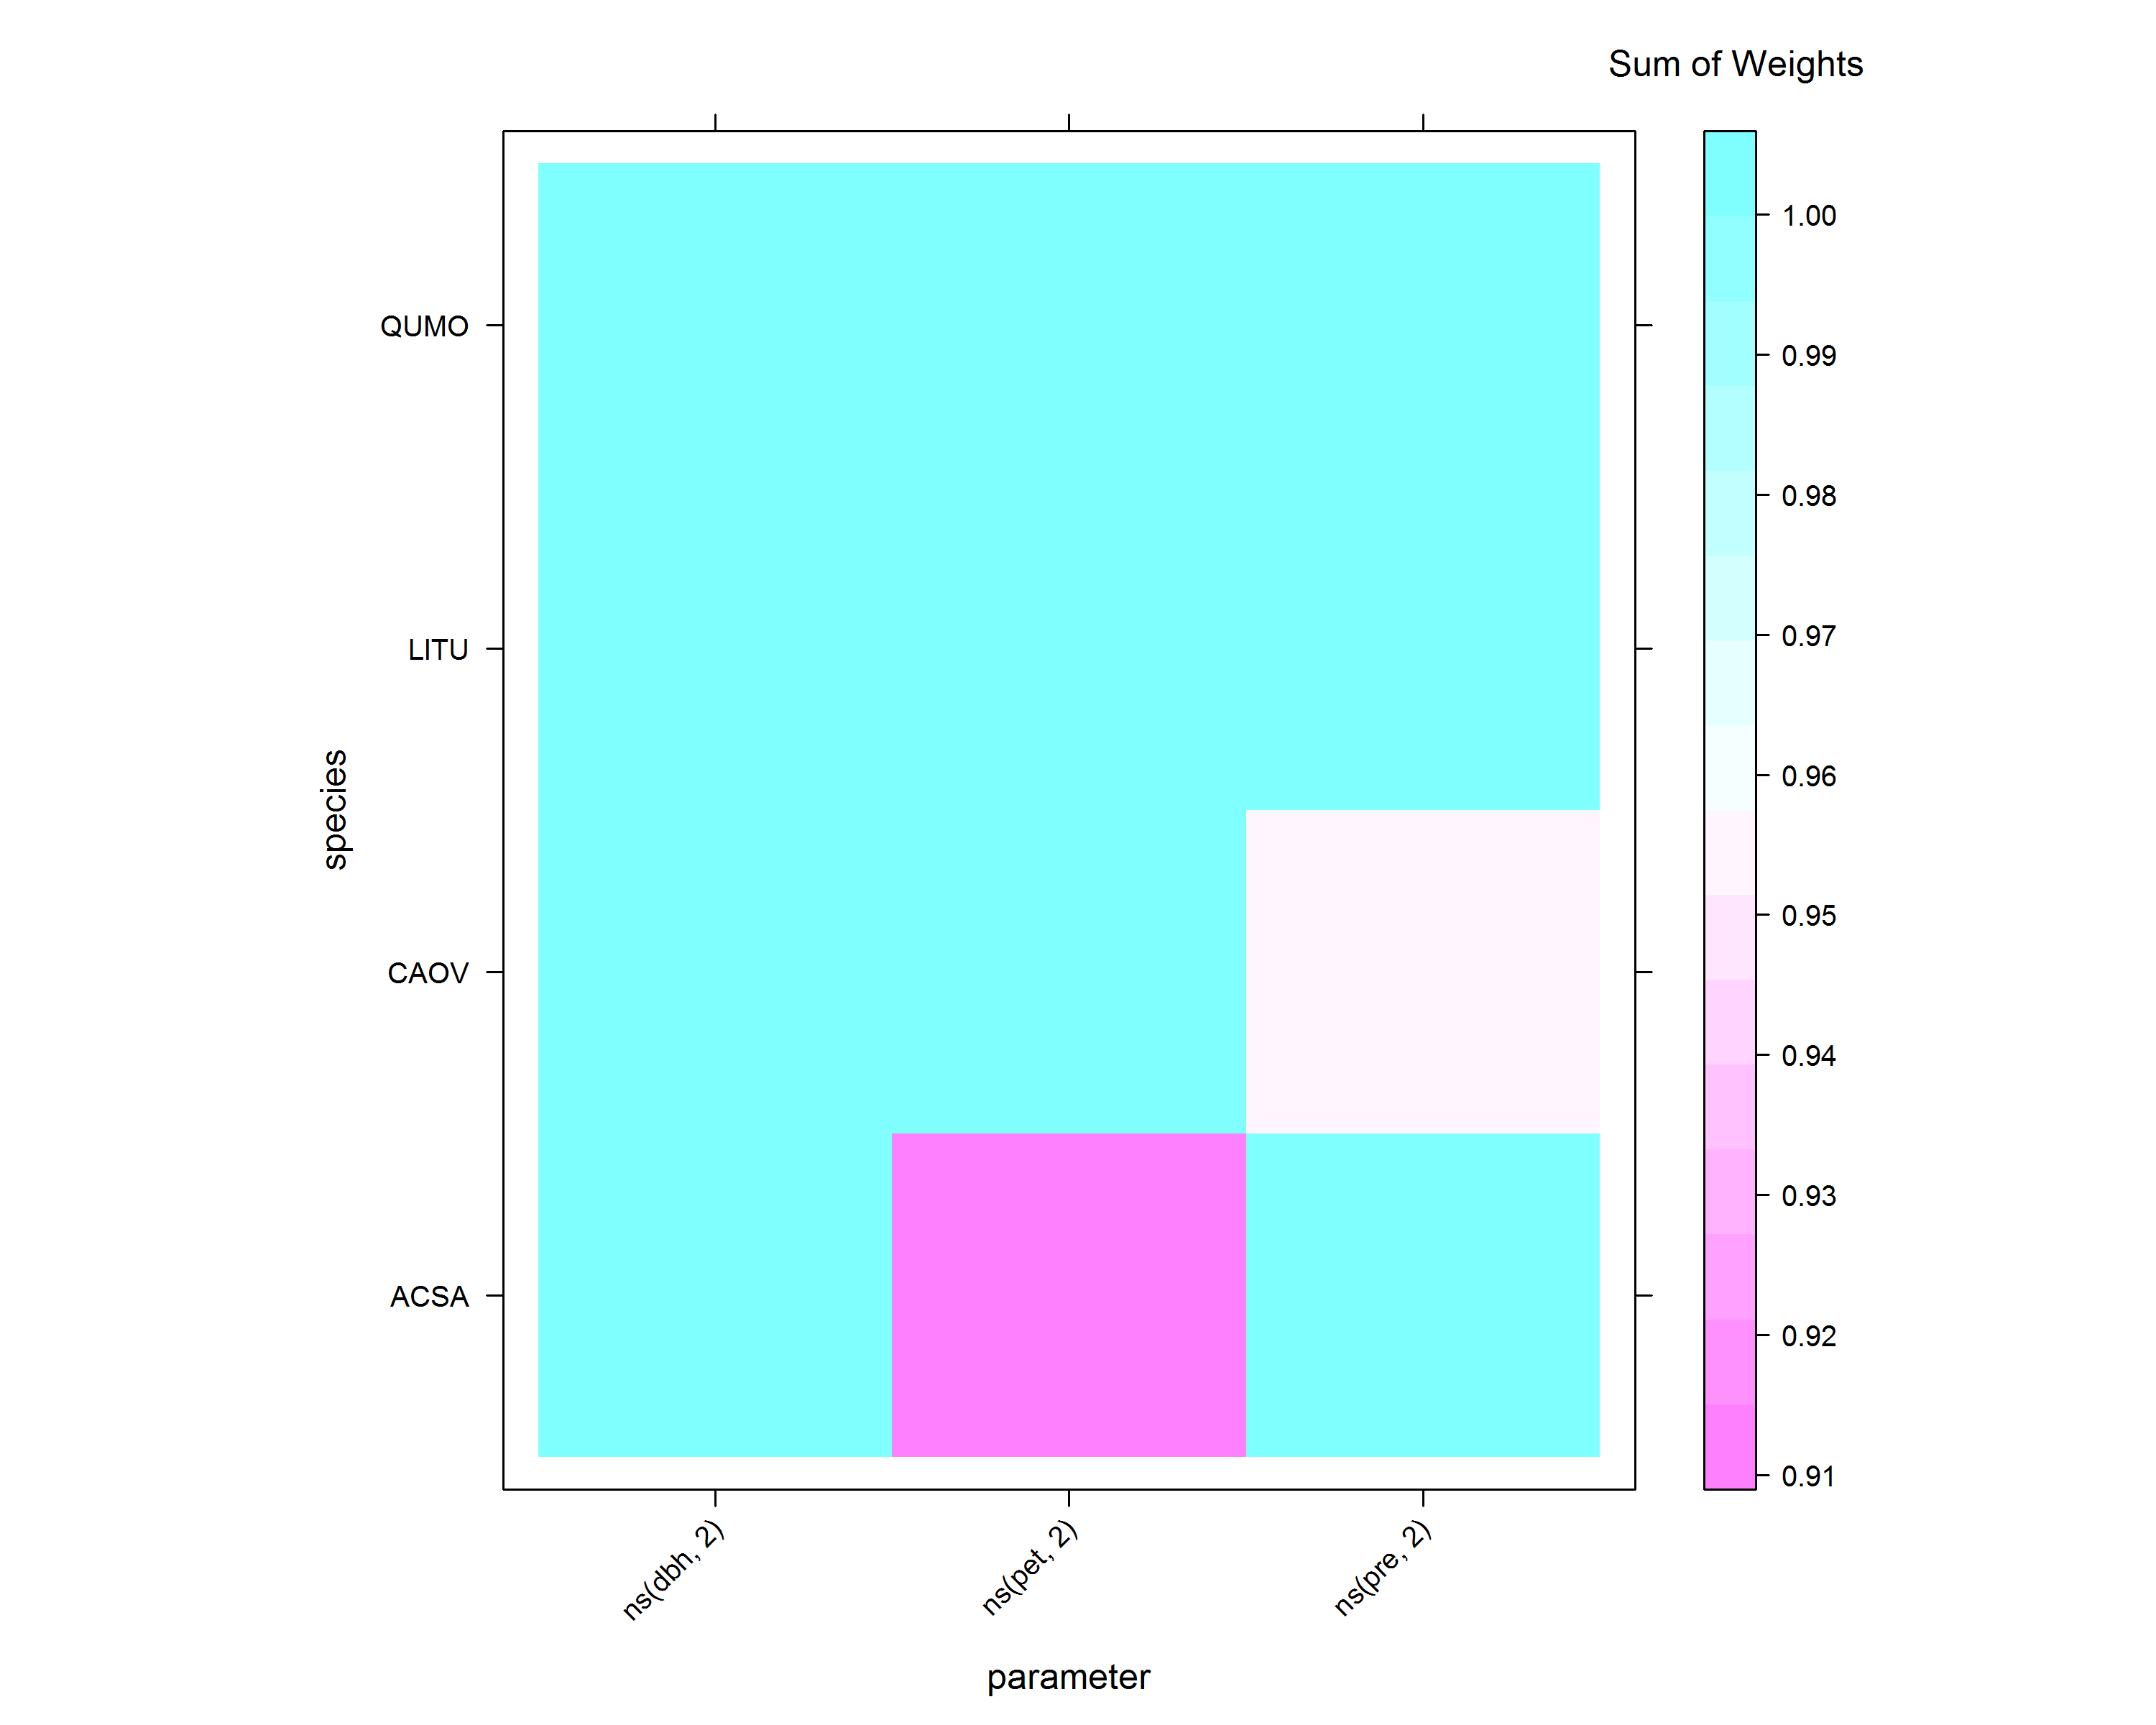 Sum of Weights
1.00
0.99
0.98
0.97
0.96
0.95
0.94
0.93
0.92
0.91
species
QUMO
LITU
CAOV
ACSA
ns(dbh, 2)
ns(pet, 2)
ns(pre, 2)
parameter